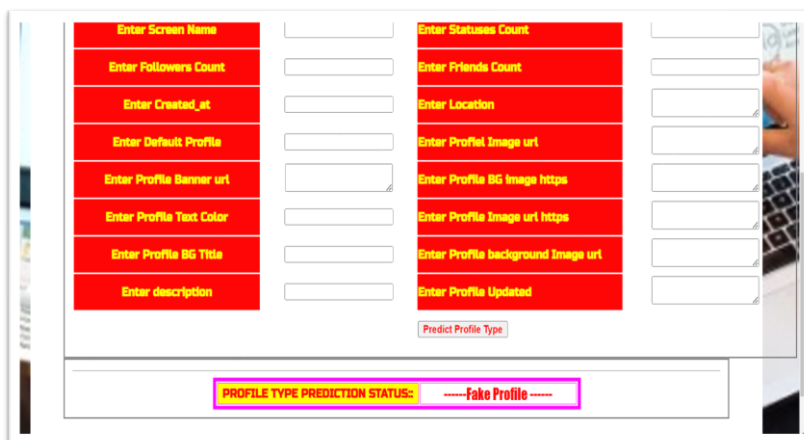 Enter Screen Name Enter Statuses Count
Enter Followers Count Enter Friends Count
Enter Created_at Enter Location
Enter Default Profile Enter Profiel Image url
Enter Profile Banner url Enter Profile BG image https
Enter Profile Text Color Enter Profile Image url https
Enter Profile BG Title Enter Profile background Image url
Enter description Enter Profile Updated
Predict Profile Type
PROFILE TYPE PREDICTION STATUS:: ------Fake Profile ------